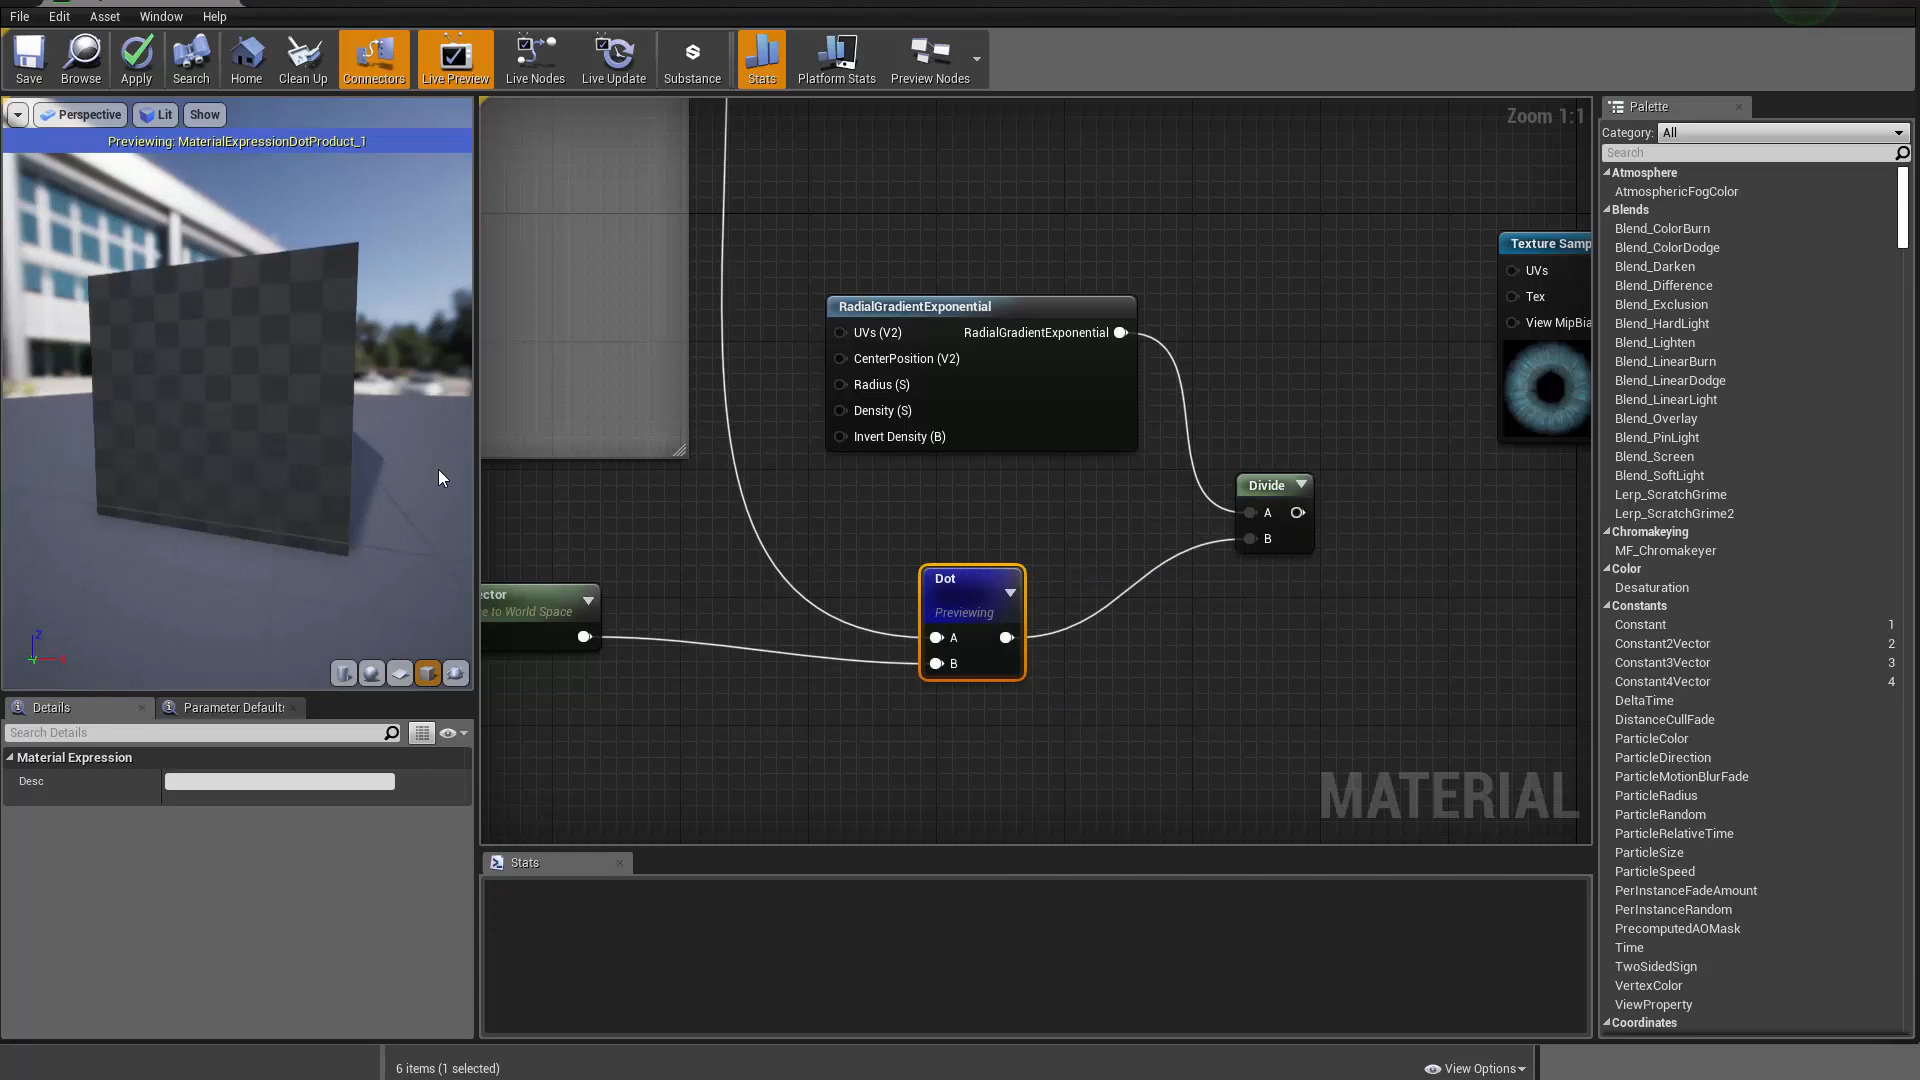 File Edit Asset Window Help
Save Browse Apply Search Home Clean Up Connectors Live Preview Live Nodes Live Update Substance Stats Platform Stats Preview Nodes
Perspective Lit Show
Previewing: MaterialExpressionDotProduct_1
Z
X
Zoom 1:1
RadialGradientExponential
UVs (V2) RadialGradientExponential
CenterPosition (V2)
Radius (S)
Density (S)
Invert Density (B)
Texture Samp
UVs
Tex
View MipBia
Divide
A
B
ector
e to World Space
Dot
Previewing
A
B
MATERIAL
Details Parameter Defaults
Search Details
Material Expression
Desc
Stats
6 items (1 selected)
View Options
Palette
Category: All
Search
Atmosphere
AtmosphericFogColor
Blends
Blend_ColorBurn
Blend_ColorDodge
Blend_Darken
Blend_Difference
Blend_Exclusion
Blend_HardLight
Blend_Lighten
Blend_LinearBurn
Blend_LinearDodge
Blend_LinearLight
Blend_Overlay
Blend_PinLight
Blend_Screen
Blend_SoftLight
Lerp_ScratchGrime
Lerp_ScratchGrime2
Chromakeying
MF_Chromakeyer
Color
Desaturation
Constants
Constant 1
Constant2Vector 2
Constant3Vector 3
Constant4Vector 4
DeltaTime
DistanceCullFade
ParticleColor
ParticleDirection
ParticleMotionBlurFade
ParticleRadius
ParticleRandom
ParticleRelativeTime
ParticleSize
ParticleSpeed
PerInstanceFadeAmount
PerInstanceRandom
PrecomputedAOMask
Time
TwoSidedSign
VertexColor
ViewProperty
Coordinates